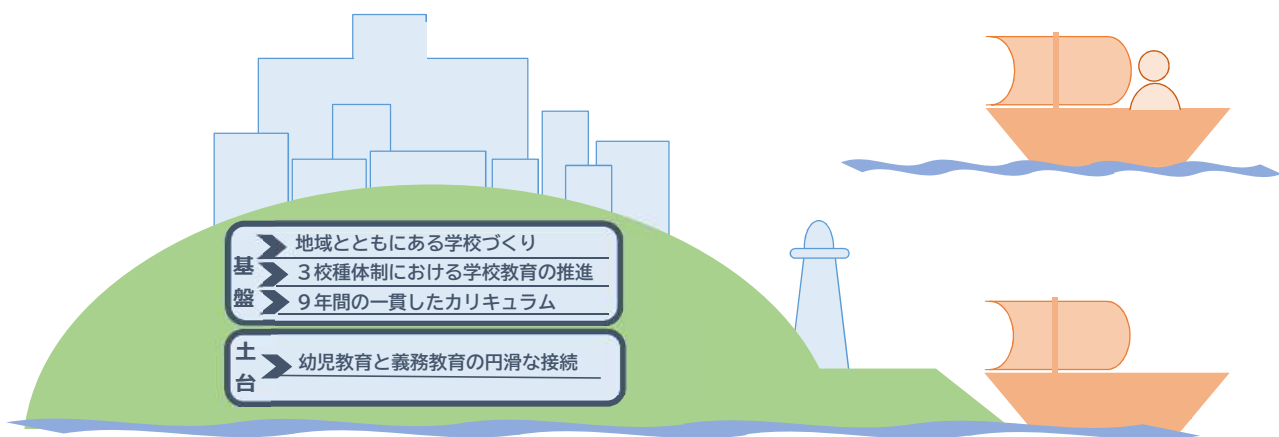 基盤
地域とともにある学校づくり
３校種体制における学校教育の推進
９年間の一貫したカリキュラム
土台
幼児教育と義務教育の円滑な接続